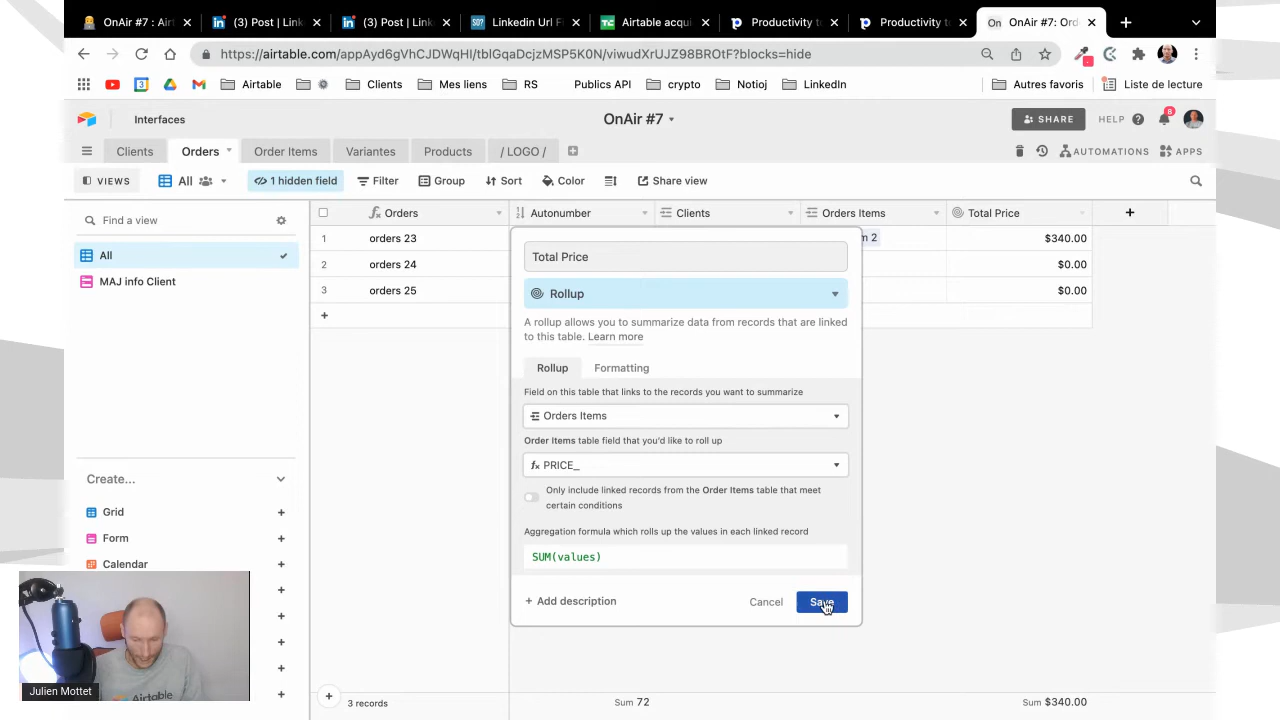 OnAir #7 : Airt
(3) Post | Link
(3) Post | Link
Linkedin Url F
Airtable acqui
Productivity t
Productivity t
OnAir #7: Ord
https://airtable.com/appAyd6gVhCJDWqHI/tblGqaDcjzMSP5K0N/viwudXrUJZ98BROtF?blocks=hide
Airtable
Clients
Mes liens
RS
Publics API
crypto
Notioj
LinkedIn
Autres favoris
Liste de lecture
Interfaces
OnAir #7
SHARE
HELP
8
Clients
Orders
Order Items
Variantes
Products
/ LOGO /
AUTOMATIONS
APPS
VIEWS
All
1 hidden field
Filter
Group
Sort
Color
Share view
Find a view
All
MAJ info Client
Create...
Grid
Form
Calendar
Orders
Autonumber
Clients
Orders Items
Total Price
1 orders 23 m 2 $340.00
2 orders 24 $0.00
3 orders 25 $0.00
Total Price
Rollup
A rollup allows you to summarize data from records that are linked
to this table. Learn more
Rollup Formatting
Field on this table that links to the records you want to summarize
Orders Items
Order Items table field that you'd like to roll up
PRICE_
Only include linked records from the Order Items table that meet
certain conditions
Aggregation formula which rolls up the values in each linked record
SUM(values)
+ Add description
Cancel
Save
Airtable
Julien Mottet
3 records
Sum 72
Sum $340.00